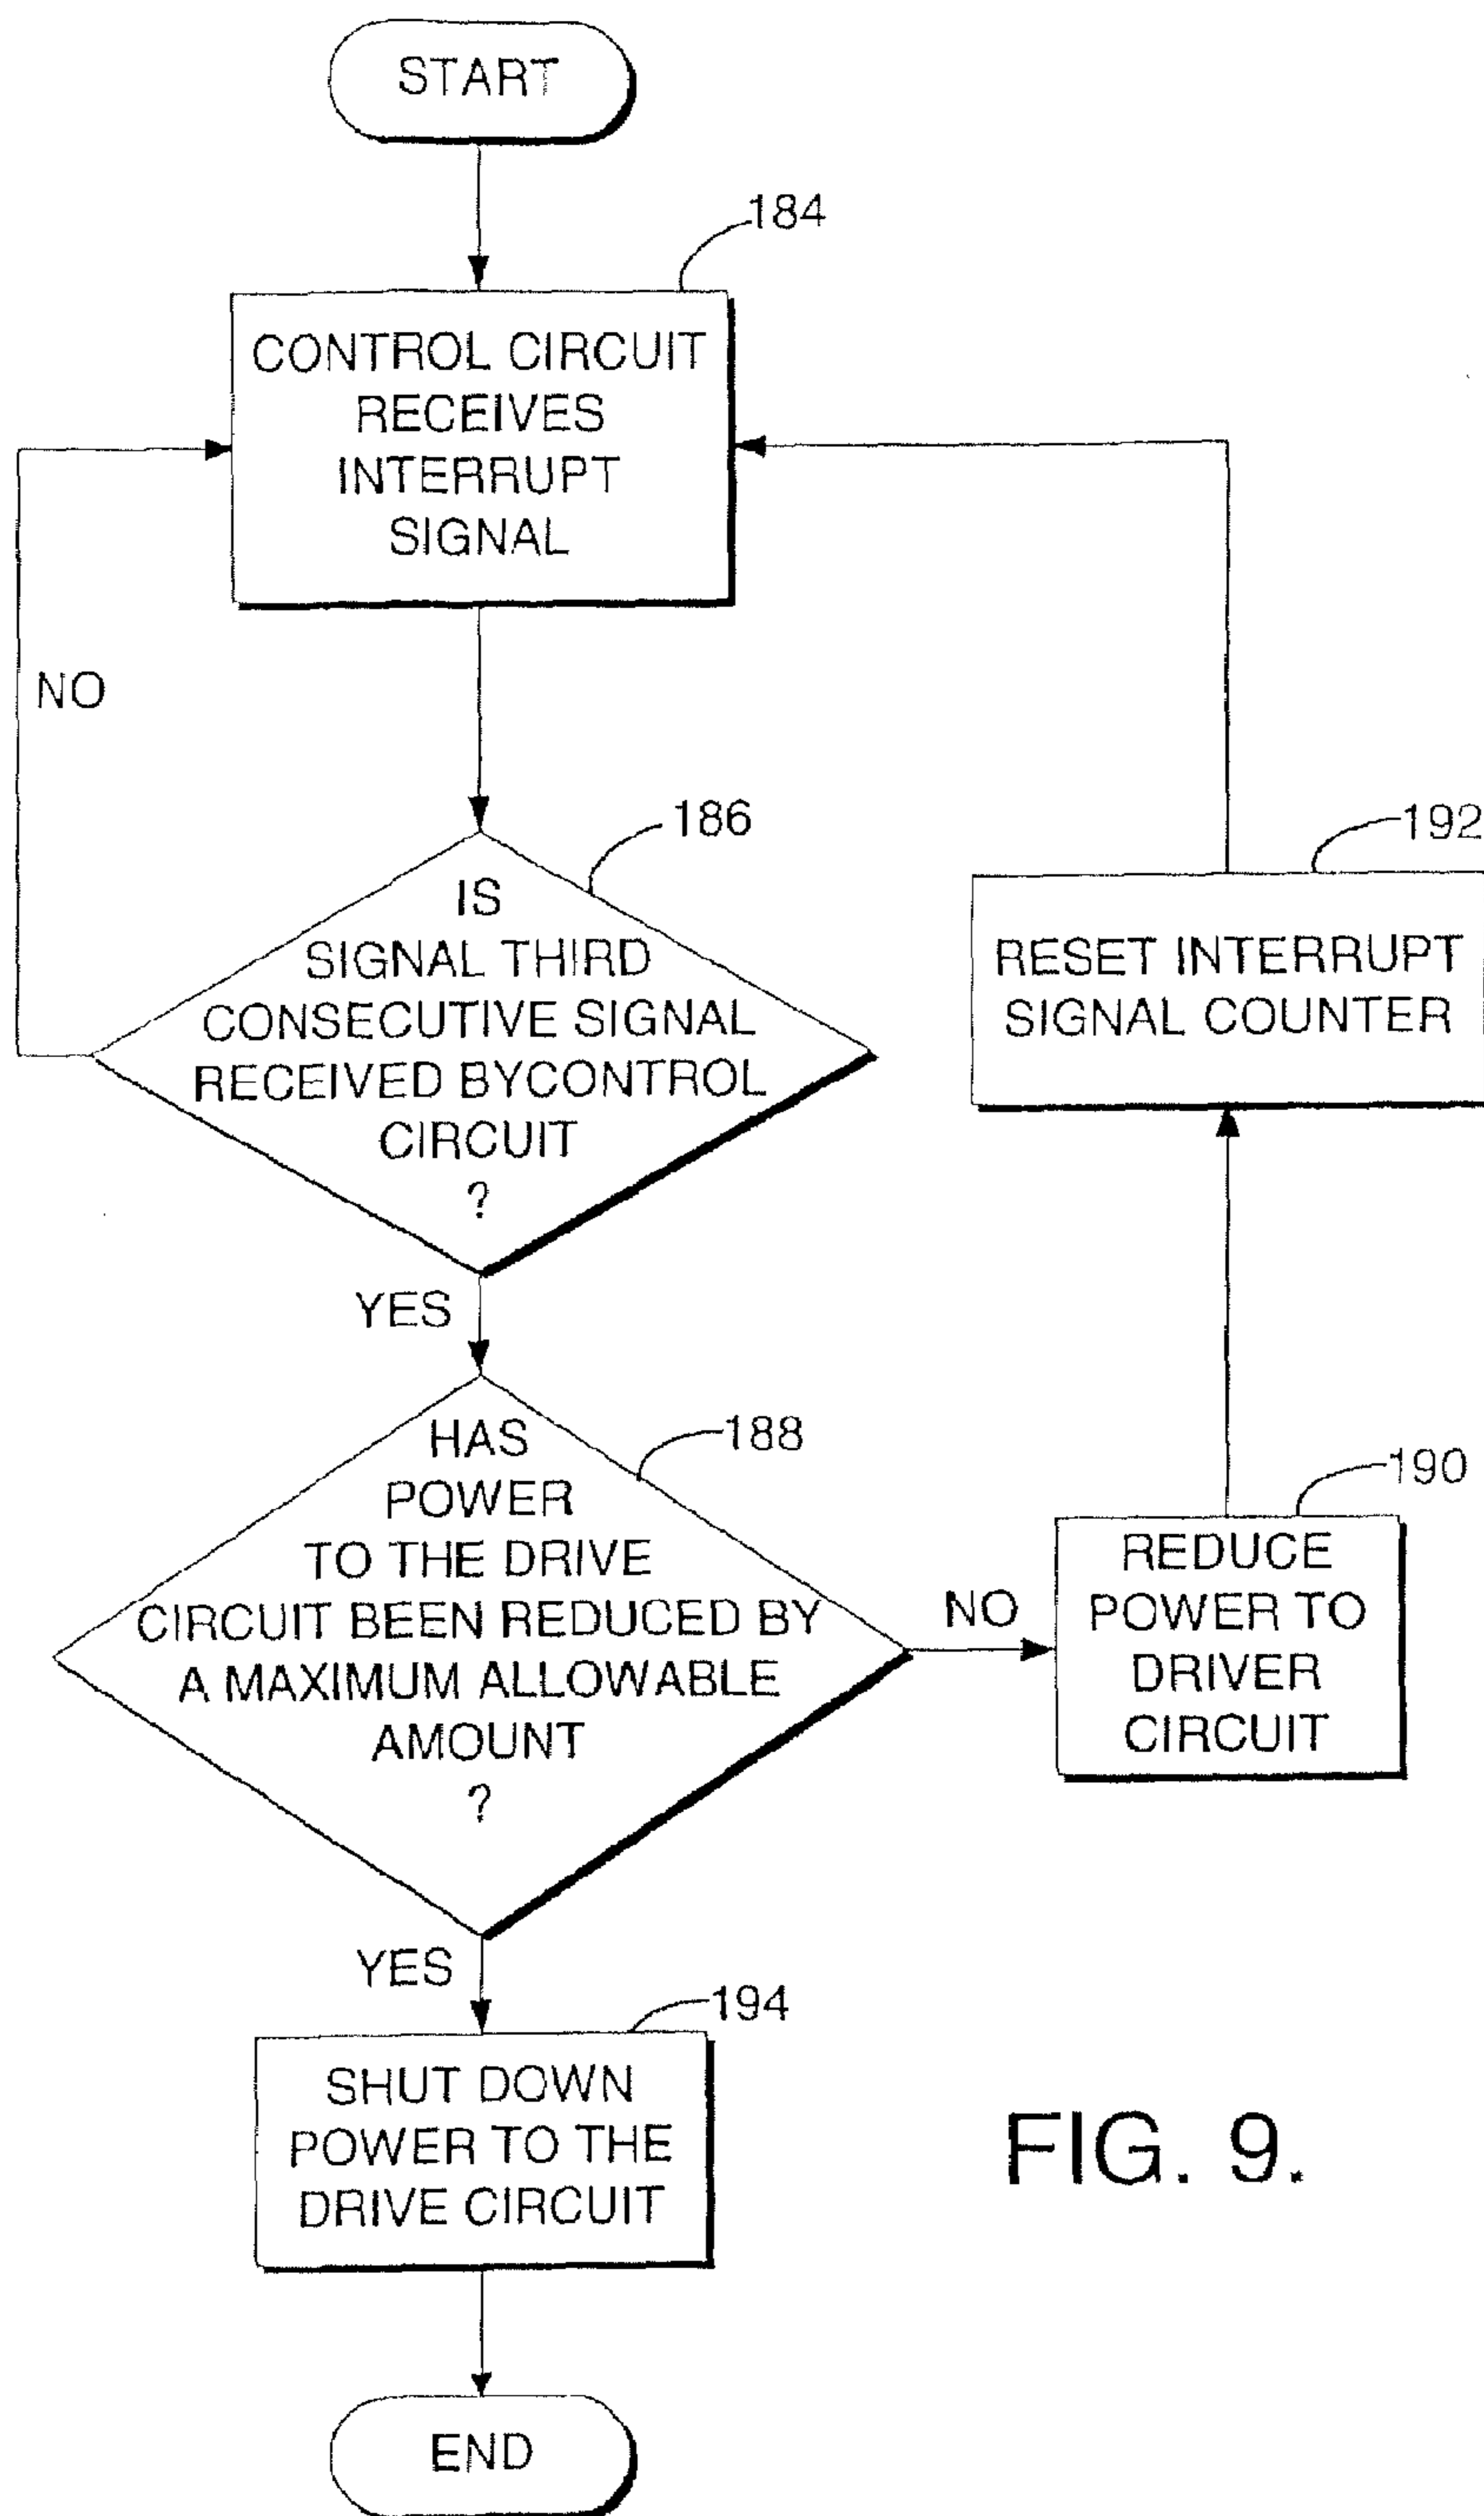 START
184
CONTROL CIRCUIT
RECEIVES
INTERRUPT
SIGNAL
NO
186
IS
SIGNAL THIRD
CONSECUTIVE SIGNAL
RECEIVED BYCONTROL
CIRCUIT
?
192
RESET INTERRUPT
SIGNAL COUNTER
YES
188
HAS
POWER
TO THE DRIVE
CIRCUIT BEEN REDUCED BY
A MAXIMUM ALLOWABLE
AMOUNT
?
NO
190
REDUCE
POWER TO
DRIVER
CIRCUIT
YES
194
SHUT DOWN
POWER TO THE
DRIVE CIRCUIT
FIG. 9.
END